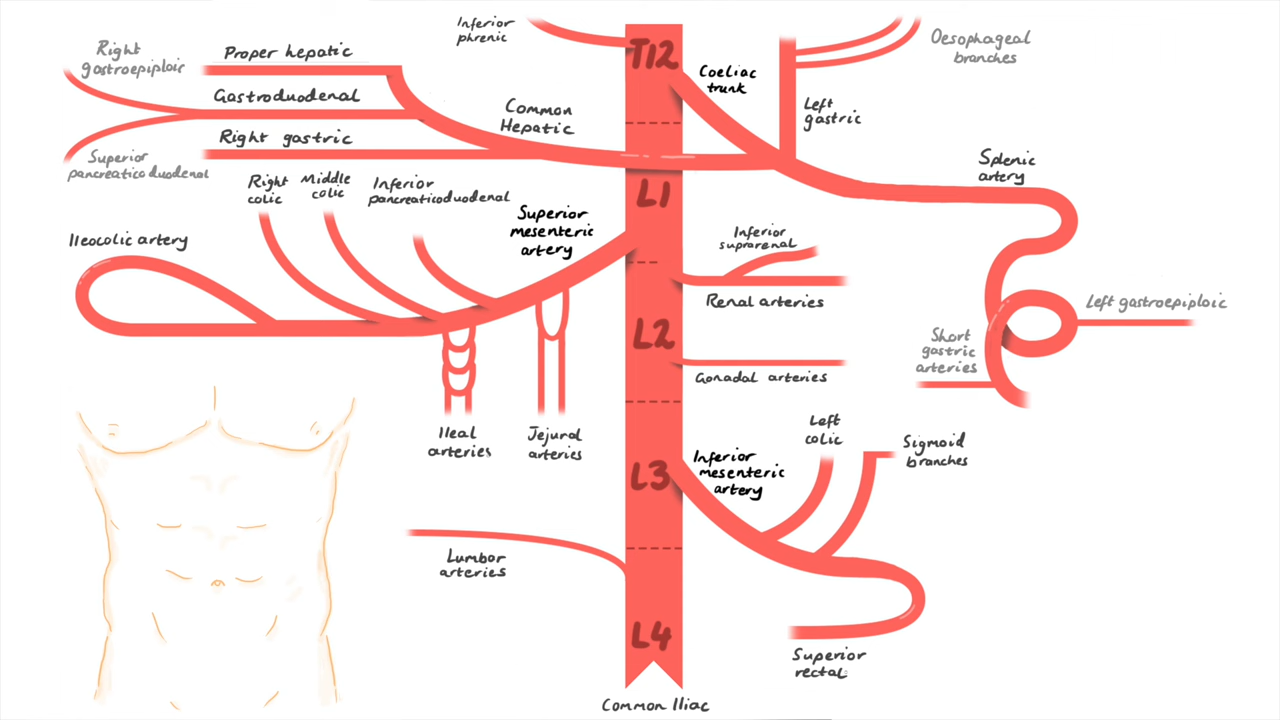 Inferior
phrenic
T12
Coeliac
trunk
Oesophageal
branches
Left
gastric
Right
gastroepiploic
Proper hepatic
Gastroduodenal
Right gastric
Common
Hepatic
Superior
pancreaticoduodenal
Splenic
artery
Right
colic
Middle
colic
Inferior
pancreaticoduodenal
Superior
mesenteric
artery
L1
Ileocolic artery
Inferior
suprarenal
Renal arteries
Left gastroepiploic
Short
gastric
arteries
L2
Gonadal arteries
Ileal
arteries
Jejunal
arteries
Left
colic
Sigmoid
branches
Inferior
mesenteric
artery
L3
Lumbar
arteries
L4
Superior
rectal
Common Iliac